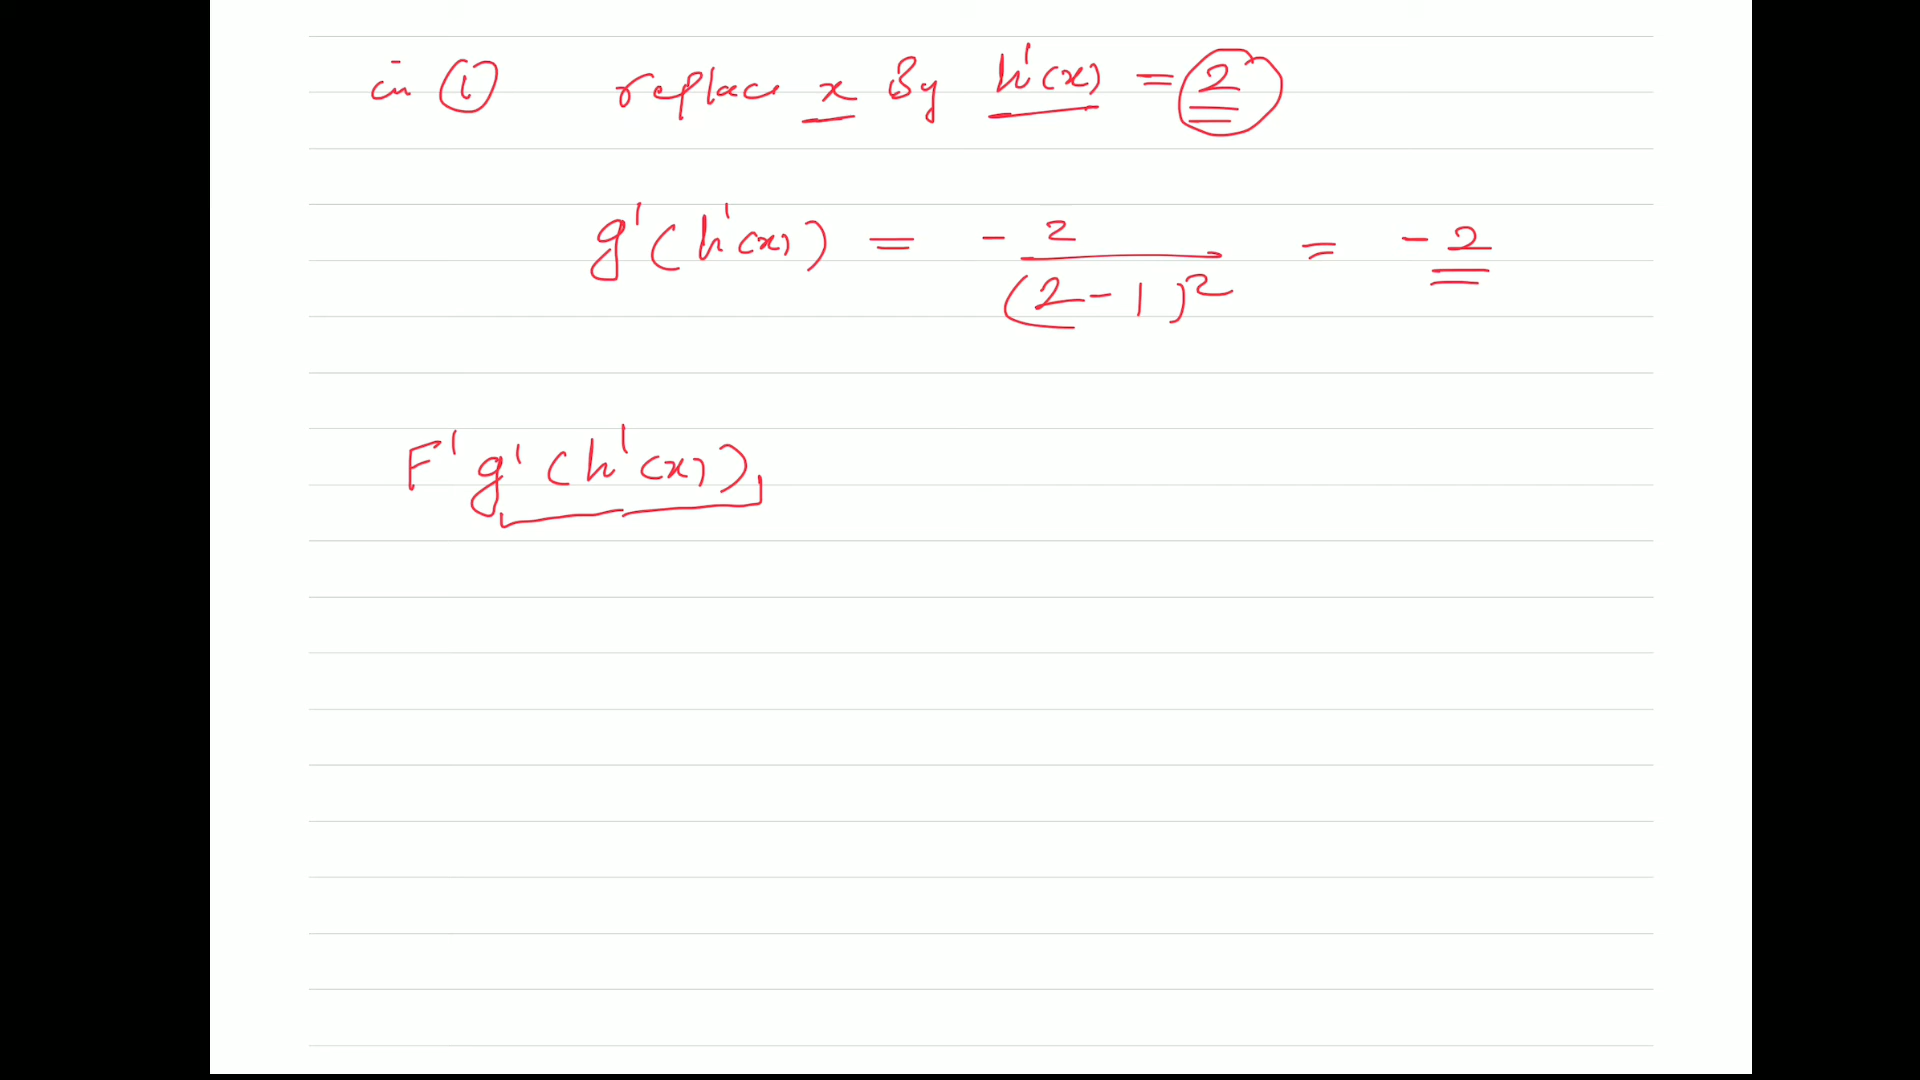 in ① replace x By h'(x) = 2
g'(h'(x)) = - 2/(2-1)² = -2
F'g'(h'(x))